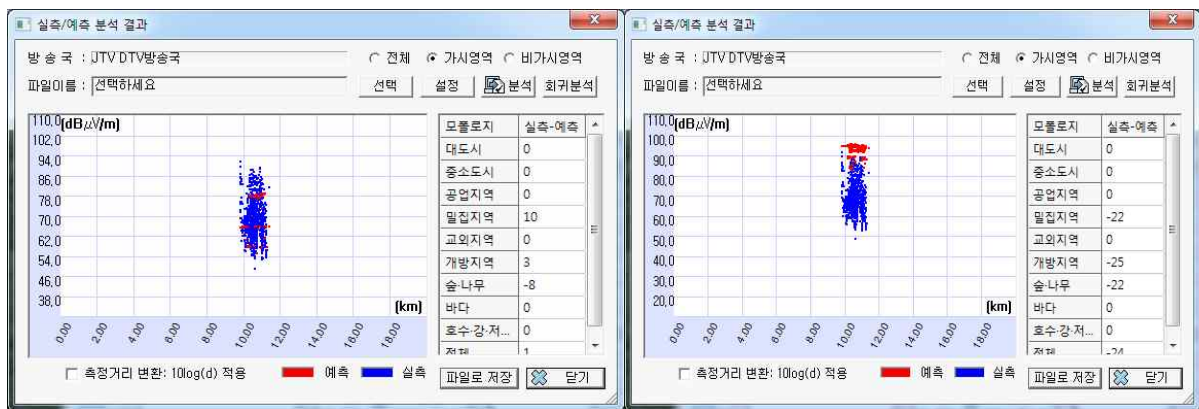 실측/예측 분석 결과
방 송 국 : JTV DTV방송국
전체 가시영역 비가시영역
파일이름 : 선택하세요
선택 설정 분석 회귀분석
110,0 (dBμV/m)
102,0
94,0
86,0
78,0
70,0
62,0
54,0
46,0
38,0
(km)
0,00 2,00 4,00 6,00 8,00 10,00 12,00 14,00 16,00 18,00
모폴로지 실측-예측
대도시 0
중소도시 0
공업지역 0
밀집지역 10
교외지역 0
개방지역 3
숲·나무 -8
바다 0
호수·강·저... 0
전체 1
측정거리 변환: 10log(d) 적용 예측 실측
파일로 저장 닫기
실측/예측 분석 결과
방 송 국 : JTV DTV방송국
전체 가시영역 비가시영역
파일이름 : 선택하세요
선택 설정 분석 회귀분석
110,0 (dBμV/m)
100,0
90,0
80,0
70,0
60,0
50,0
40,0
30,0
20,0
(km)
0,00 2,00 4,00 6,00 8,00 10,00 12,00 14,00 16,00 18,00
모폴로지 실측-예측
대도시 0
중소도시 0
공업지역 0
밀집지역 -22
교외지역 0
개방지역 -25
숲·나무 -22
바다 0
호수·강·저... 0
전체 -24
측정거리 변환: 10log(d) 적용 예측 실측
파일로 저장 닫기